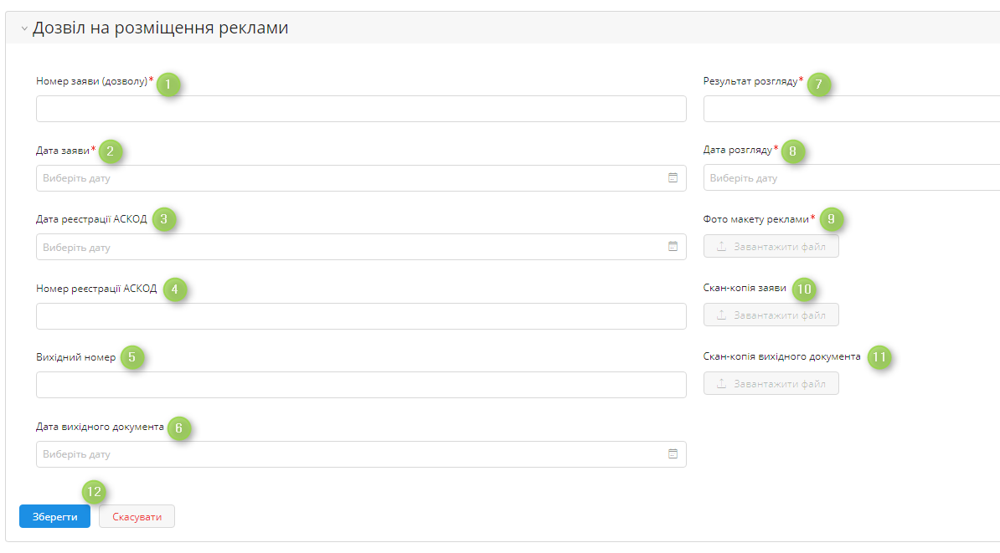 Дозвіл на розміщення реклами
Номер заяви (дозволу)* 1
Дата заяви* 2
Виберіть дату
Дата реєстрації АСКОД 3
Виберіть дату
Номер реєстрації АСКОД 4
Вихідний номер 5
Дата вихідного документа 6
Виберіть дату
Результат розгляду* 7
Дата розгляду* 8
Виберіть дату
Фото макету реклами* 9
Завантажити файл
Скан-копія заяви 10
Завантажити файл
Скан-копія вихідного документа 11
Завантажити файл
12
Зберегти Скасувати